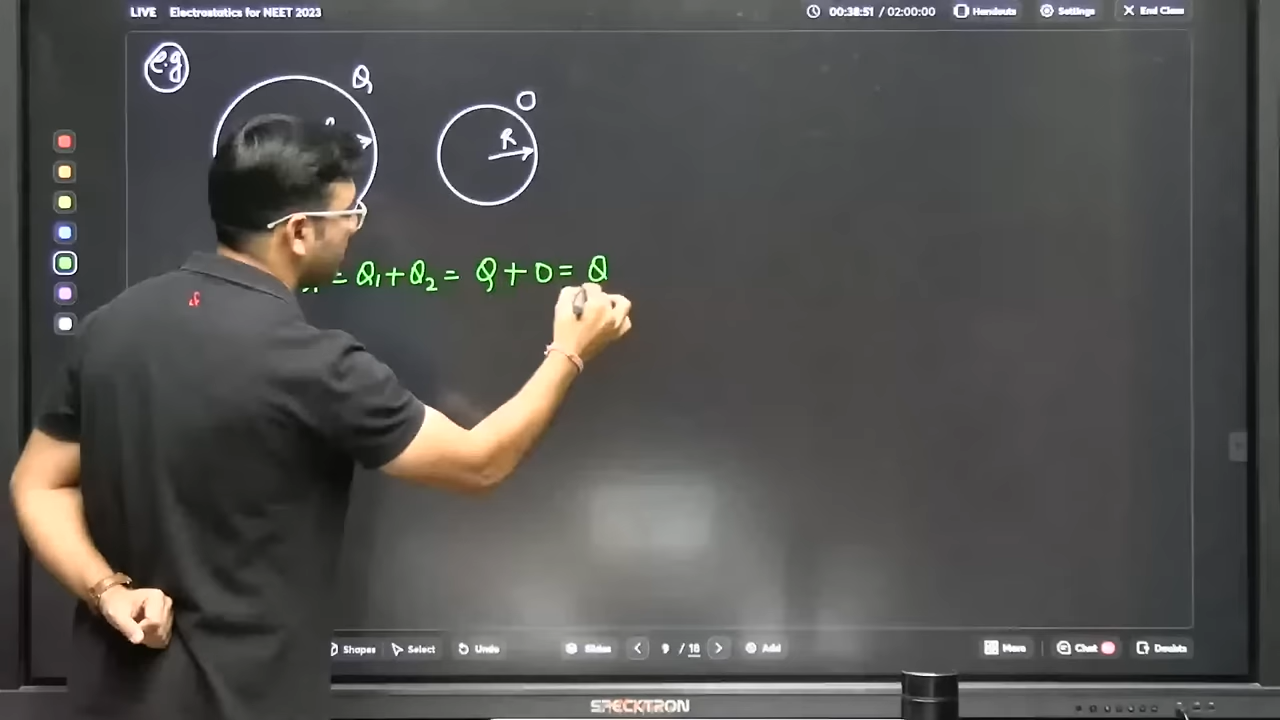 LIVE Electrostatics for NEET 2023
00:38:51 / 02:00:00 Handouts Settings End Class
e.g
Q
O
R
= Q₁ + Q₂ = Q + O = Q
Shapes Select Undo Slides 9 / 18 Add More Chat Doubts
SPECKTRON